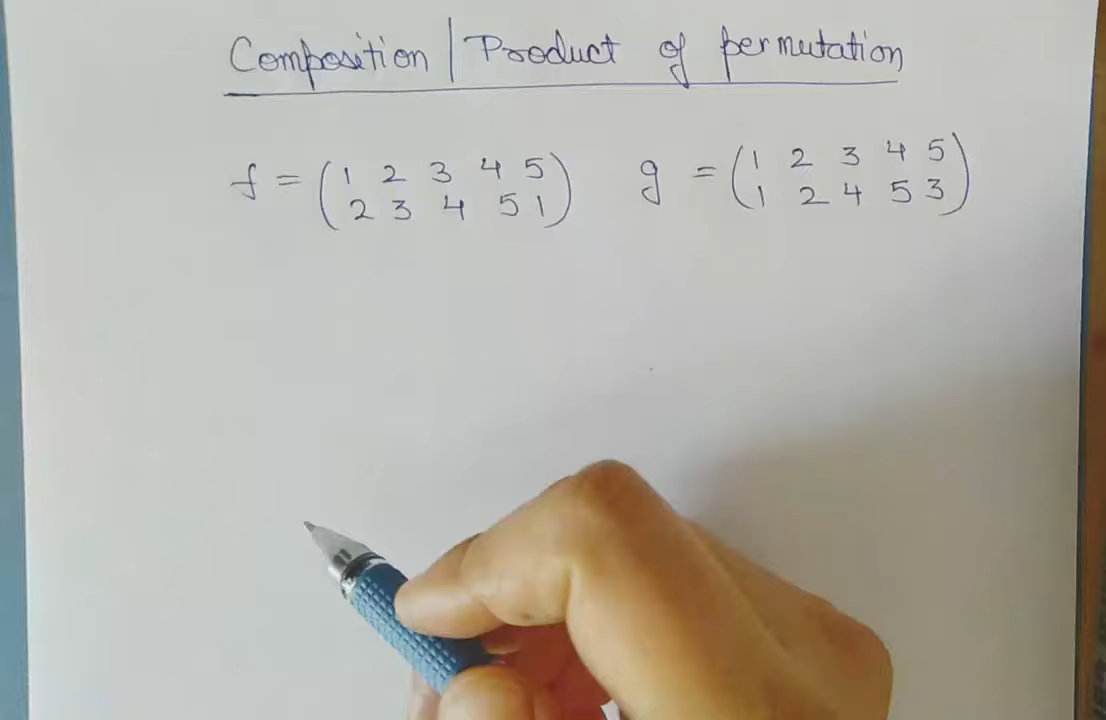 Composition | Product of permutation
f = (1 2 3 4 5 g = (1 2 3 4 5
2 3 4 5 1) 1 2 4 5 3)